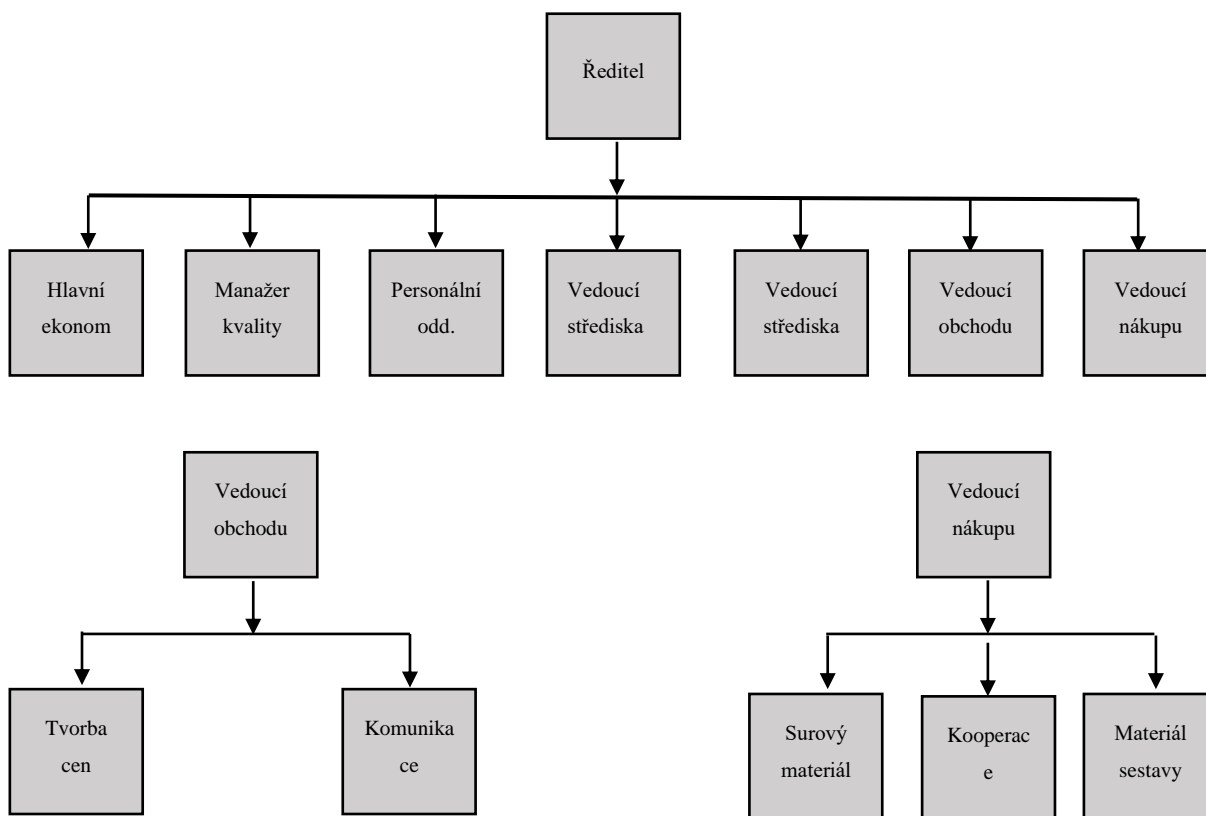 Ředitel
Hlavní
ekonom
Manažer
kvality
Personální
odd.
Vedoucí
střediska
Vedoucí
střediska
Vedoucí
obchodu
Vedoucí
nákupu
Vedoucí
obchodu
Vedoucí
nákupu
Tvorba
cen
Komunika
ce
Surový
materiál
Kooperac
e
Materiál
sestavy